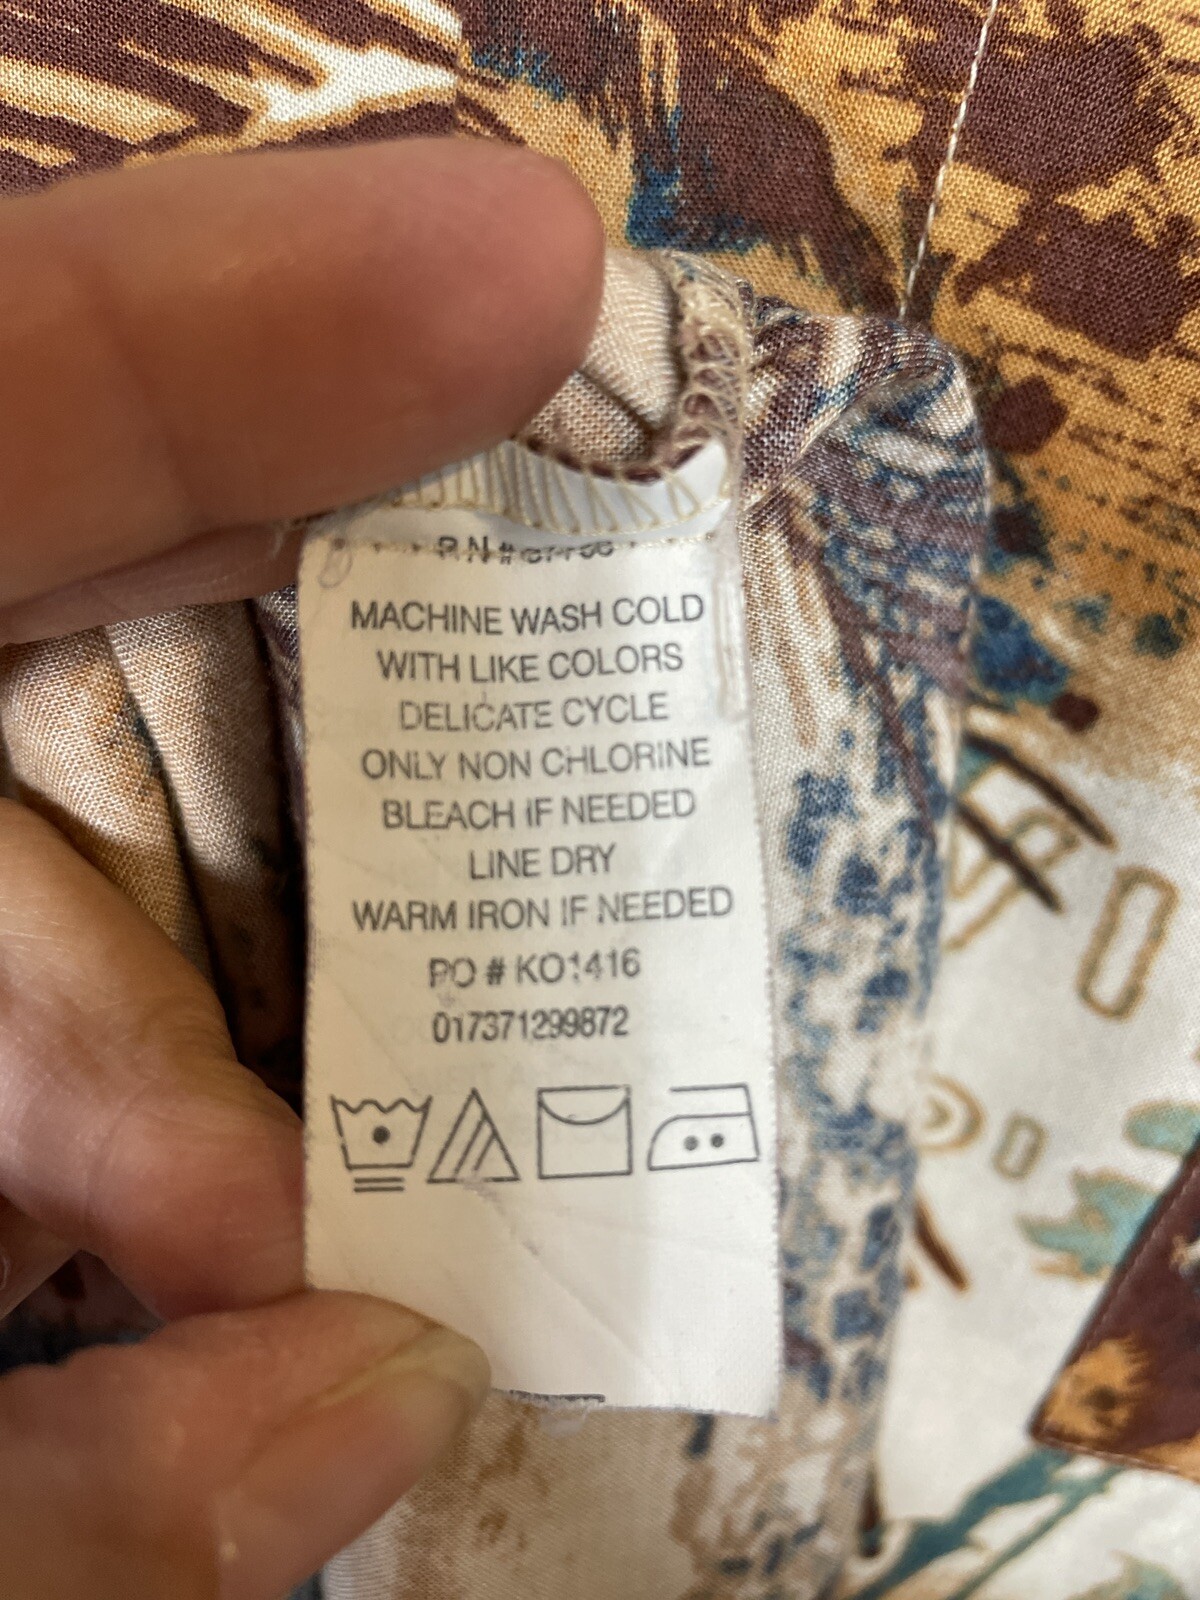 MACHINE WASH COLD
WITH LIKE COLORS
DELICATE CYCLE
ONLY NON CHLORINE
BLEACH IF NEEDED
LINE DRY
WARM IRON IF NEEDED
PO # KO1416
017371299872